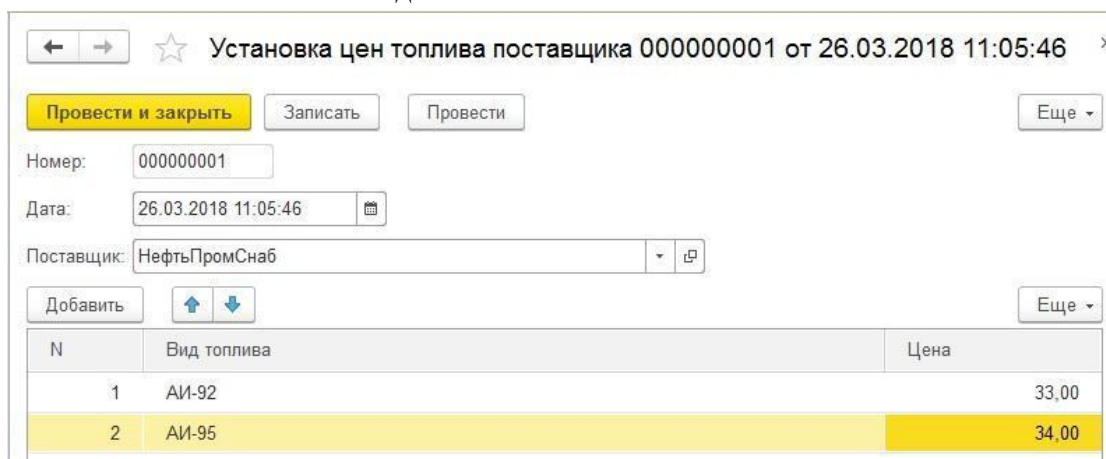 Установка цен топлива поставщика 000000001 от 26.03.2018 11:05:46
Провести и закрыть Записать Провести Еще
Номер: 000000001
Дата: 26.03.2018 11:05:46
Поставщик: НефтьПромСнаб
Добавить Еще
N Вид топлива Цена
1 АИ-92 33,00
2 АИ-95 34,00